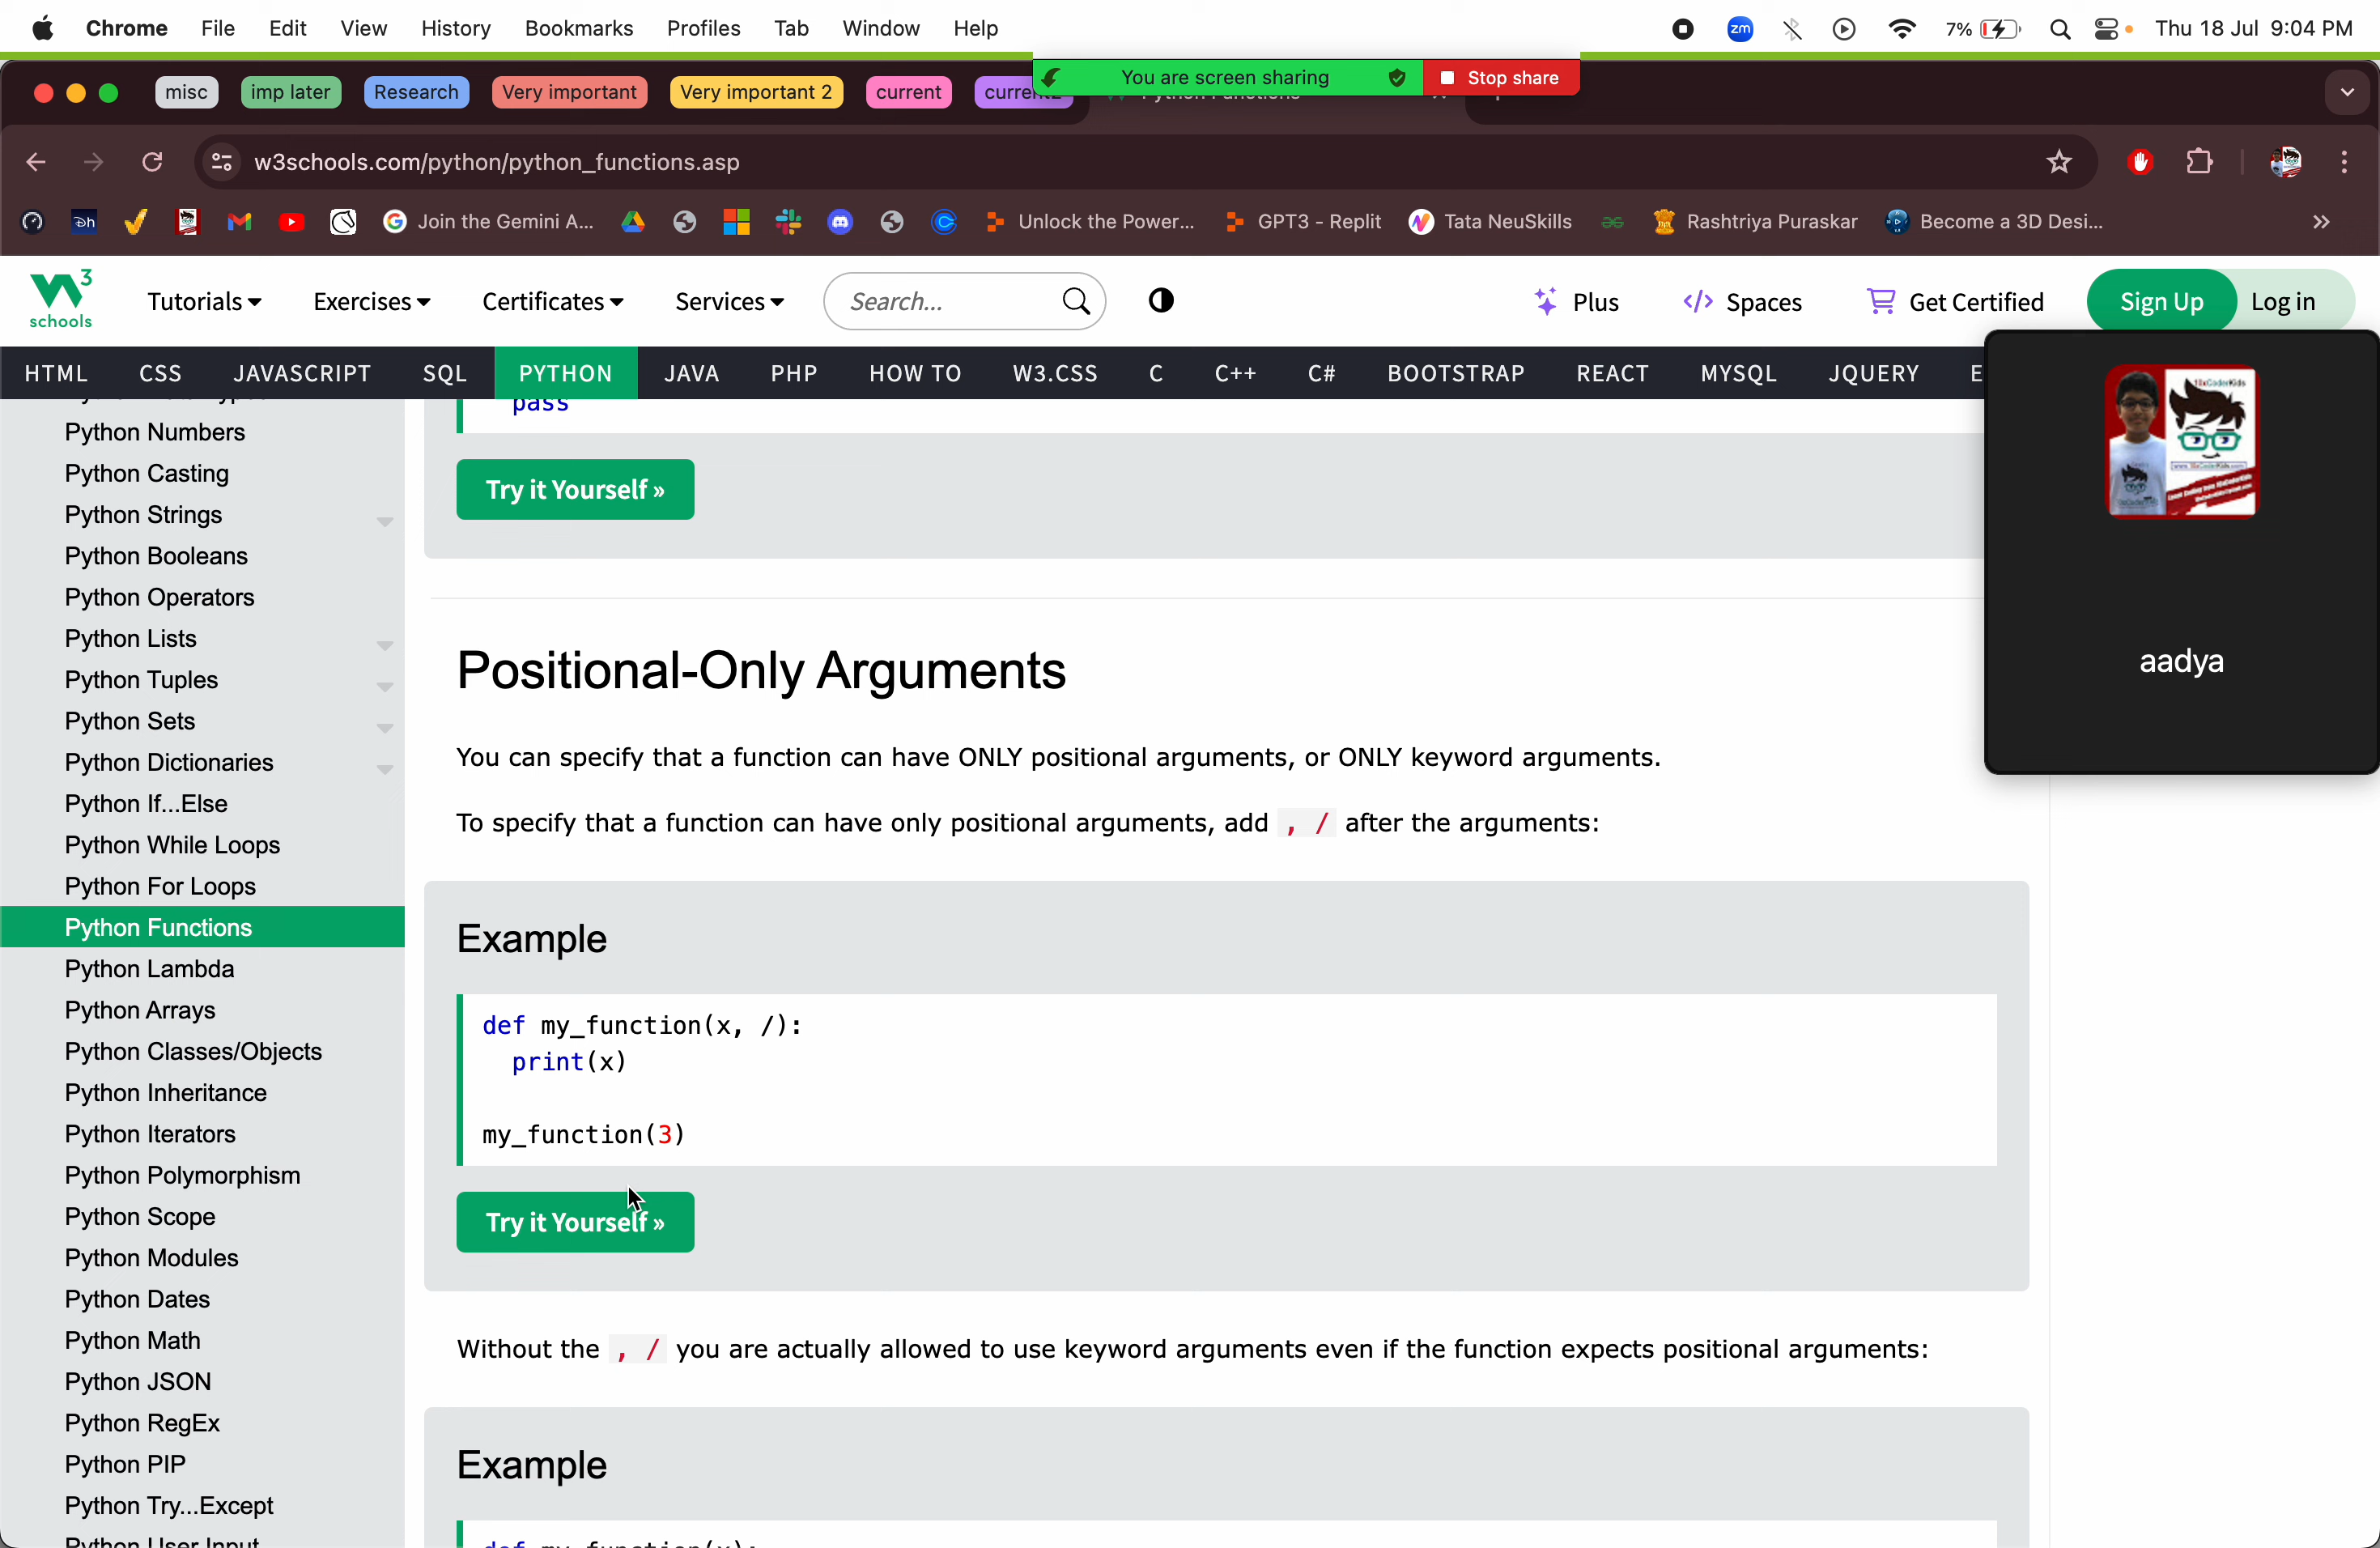 Chrome File Edit View History Bookmarks Profiles Tab Window Help zm 7% Thu 18 Jul 9:04 PM
You are screen sharing Stop share
misc imp later Research Very important Very important 2 current
w3schools.com/python/python_functions.asp
Join the Gemini A... Unlock the Power... GPT3 - Replit Tata NeuSkills Rashtriya Puraskar Become a 3D Desi...
W3 schools Tutorials Exercises Certificates Services Search... Plus Spaces Get Certified Sign Up Log in
HTML CSS JAVASCRIPT SQL PYTHON JAVA PHP HOW TO W3.CSS C C++ C# BOOTSTRAP REACT MYSQL JQUERY
Python Numbers
Python Casting
Python Strings
Python Booleans
Python Operators
Python Lists
Python Tuples
Python Sets
Python Dictionaries
Python If...Else
Python While Loops
Python For Loops
Python Functions
Python Lambda
Python Arrays
Python Classes/Objects
Python Inheritance
Python Iterators
Python Polymorphism
Python Scope
Python Modules
Python Dates
Python Math
Python JSON
Python RegEx
Python PIP
Python Try...Except
Python User Input
pass
Try it Yourself »
Positional-Only Arguments
You can specify that a function can have ONLY positional arguments, or ONLY keyword arguments.
To specify that a function can have only positional arguments, add , / after the arguments:
Example
def my_function(x, /):
print(x)
my_function(3)
Try it Yourself »
Without the , / you are actually allowed to use keyword arguments even if the function expects positional arguments:
Example
def my_function(x):
10xCoderKids
aadya